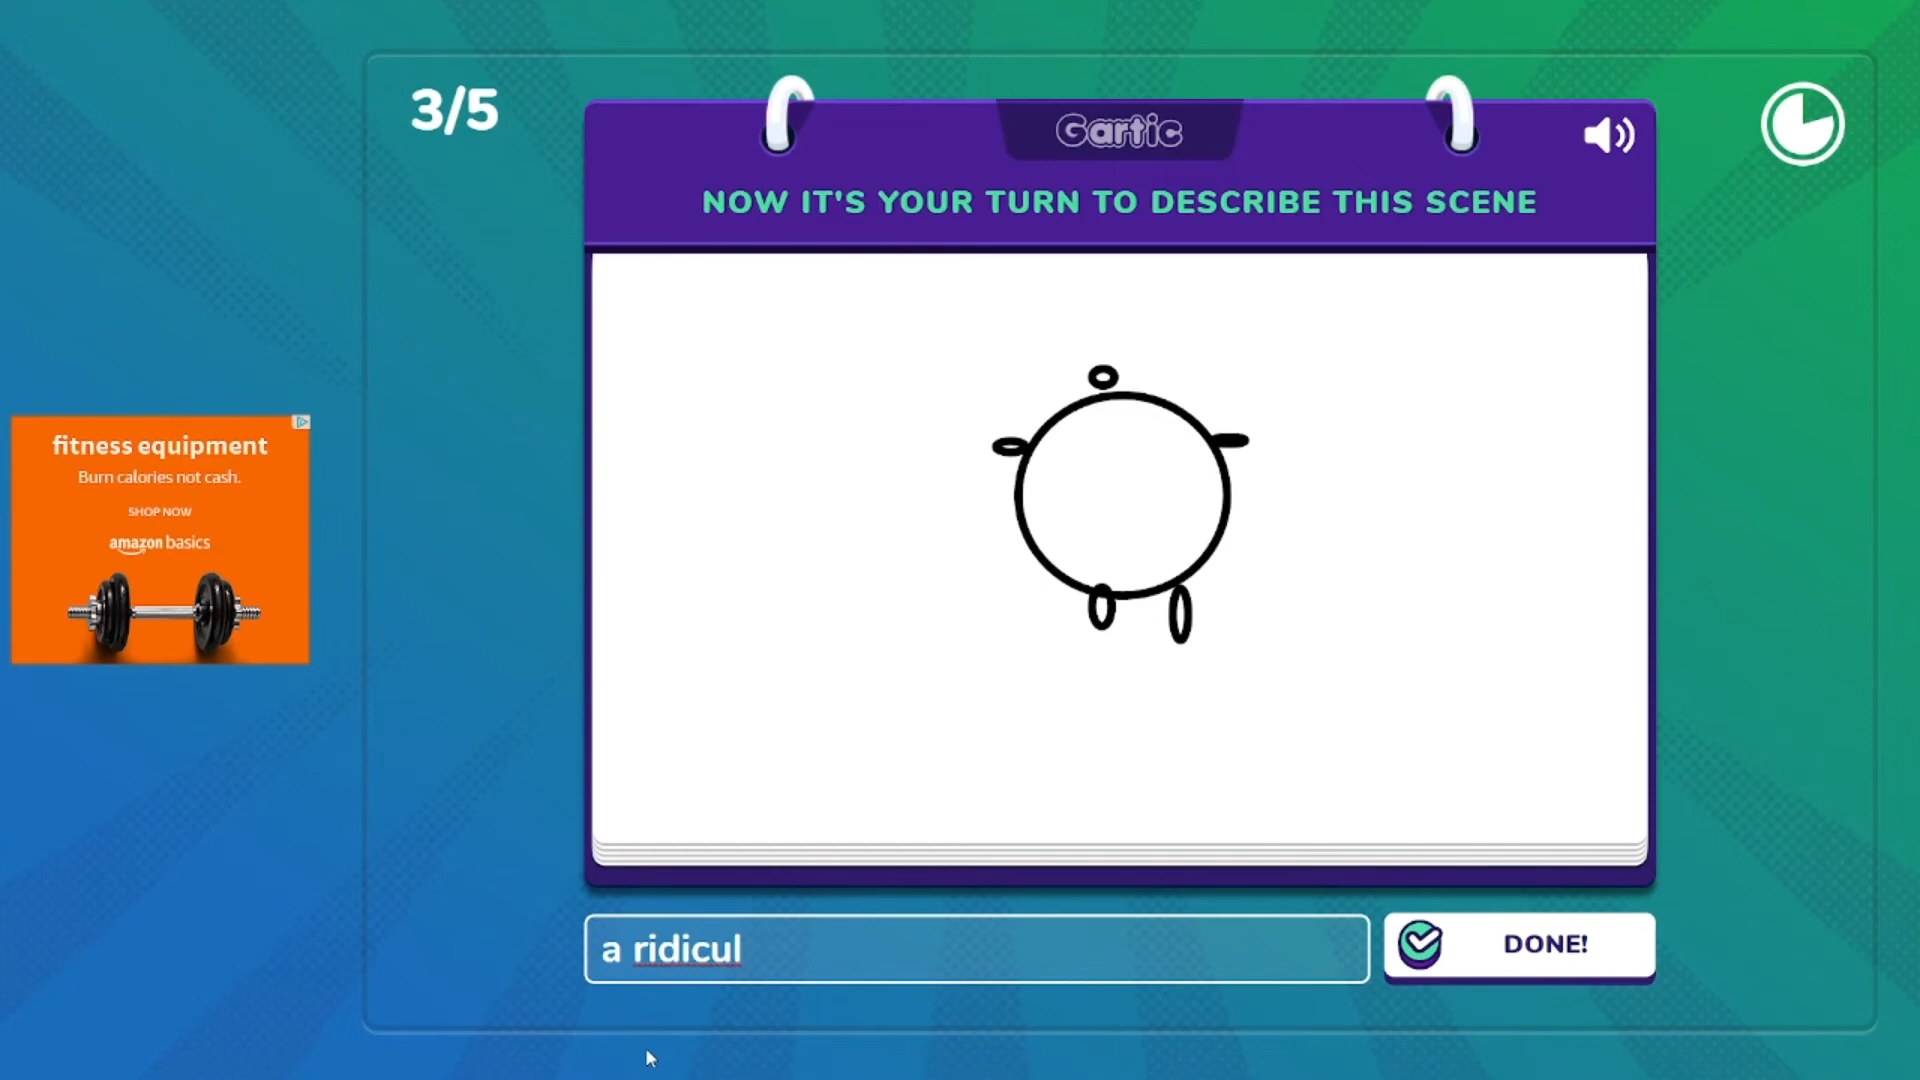 3/5
Gartic
NOW IT'S YOUR TURN TO DESCRIBE THIS SCENE
fitness equipment
Burn calories not cash.
SHOP NOW
amazon basics
a ridicul
DONE!